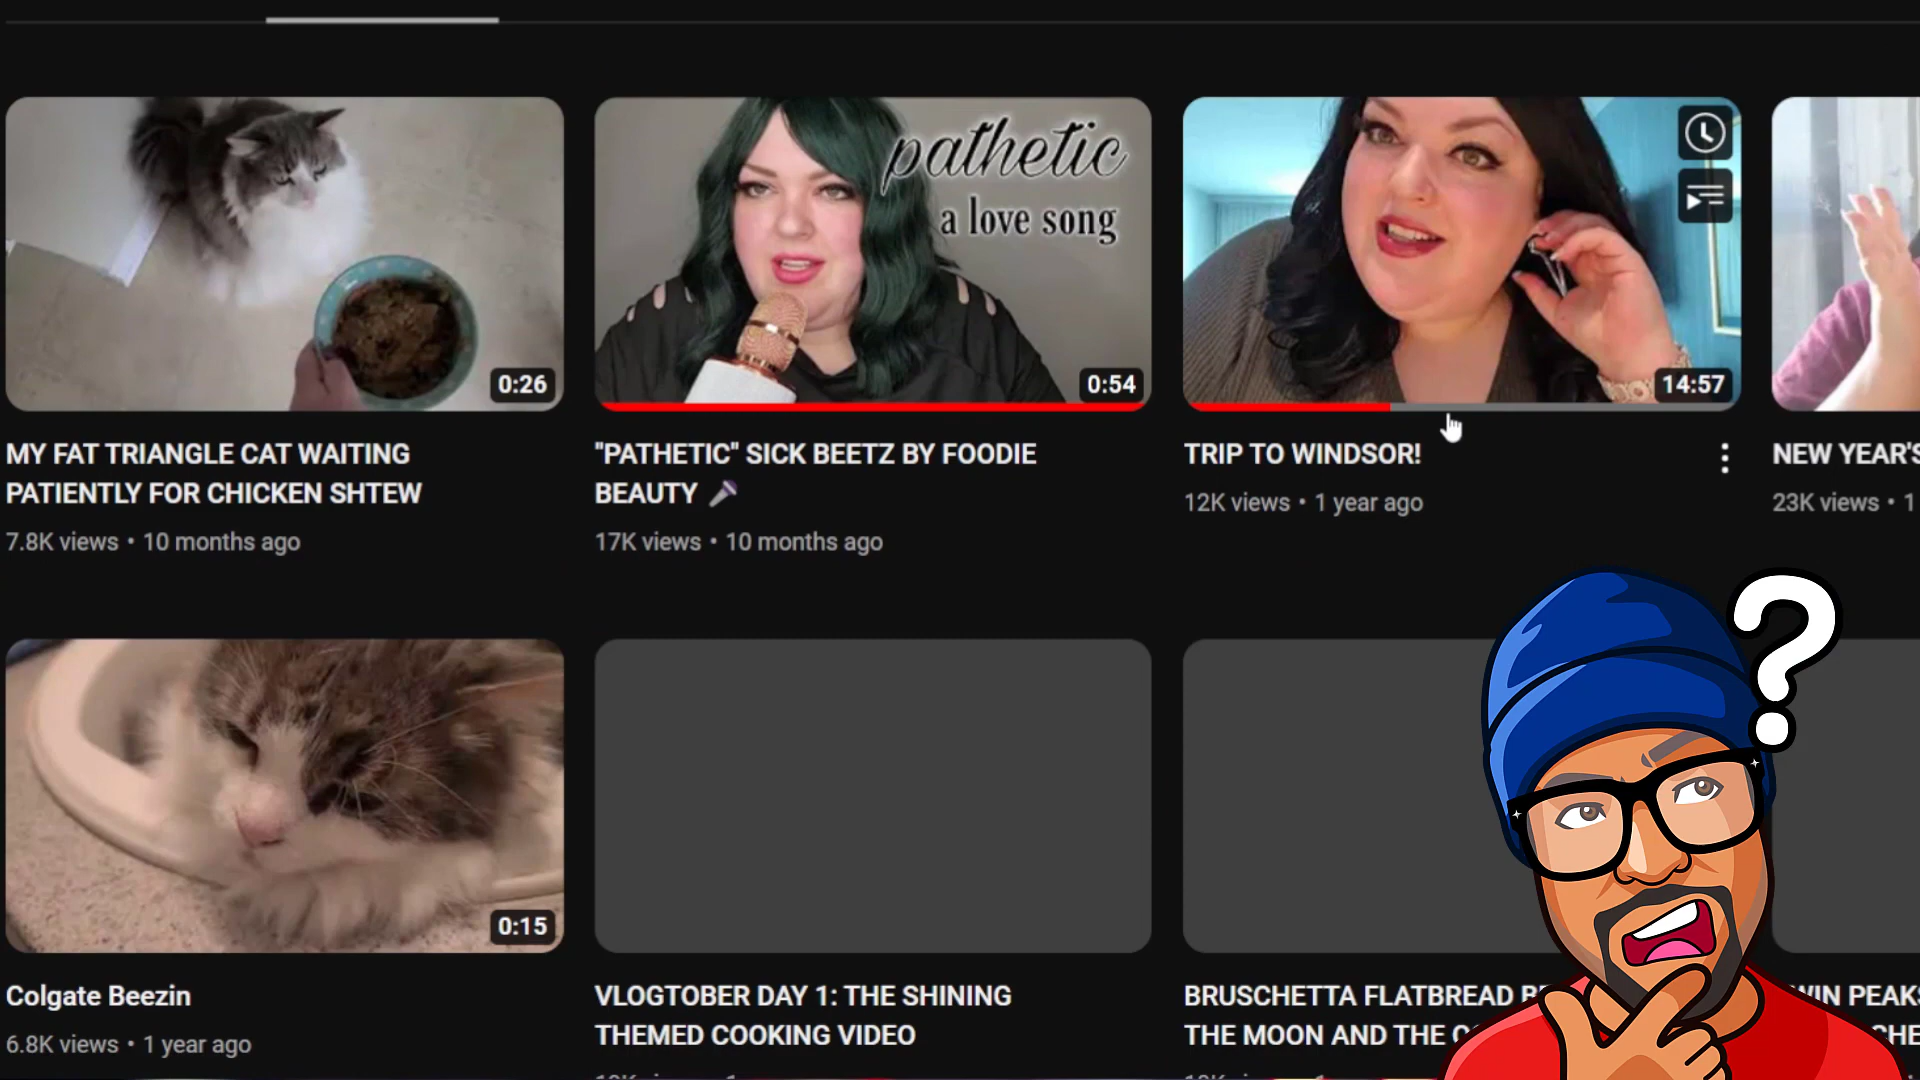 pathetic
a love song
0:26
0:54
14:57
MY FAT TRIANGLE CAT WAITING
PATIENTLY FOR CHICKEN SHTEW
7.8K views • 10 months ago
"PATHETIC" SICK BEETZ BY FOODIE
BEAUTY
17K views • 10 months ago
TRIP TO WINDSOR!
12K views • 1 year ago
NEW YEAR'S
23K views • 1
?
0:15
Colgate Beezin
6.8K views • 1 year ago
VLOGTOBER DAY 1: THE SHINING
THEMED COOKING VIDEO
BRUSCHETTA FLATBREAD
THE MOON AND THE